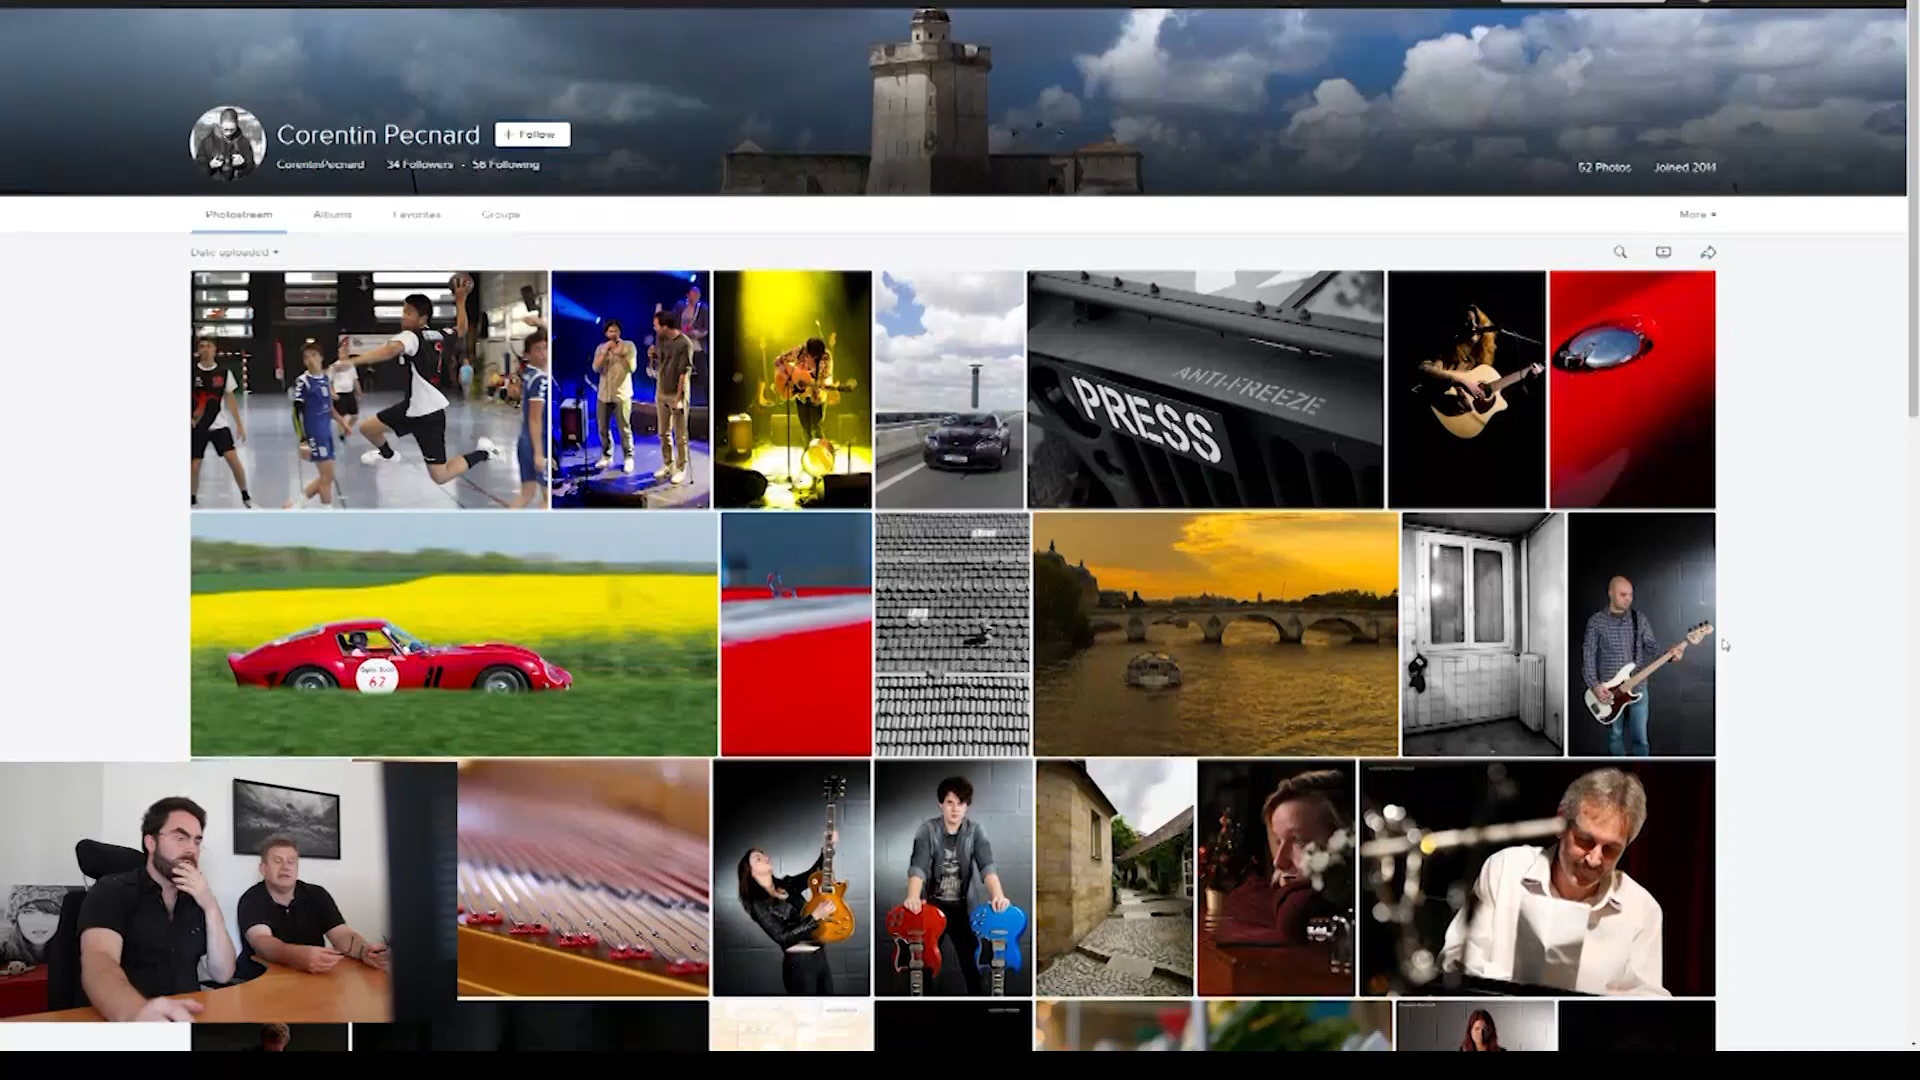 Corentin Pecnard
+ Follow
CorentinPecnard
34 Followers • 56 Following
52 Photos
Joined 2014
Photostream
Albums
Favorites
Groups
More
Date uploaded
ANTI-FREEZE
PRESS
67